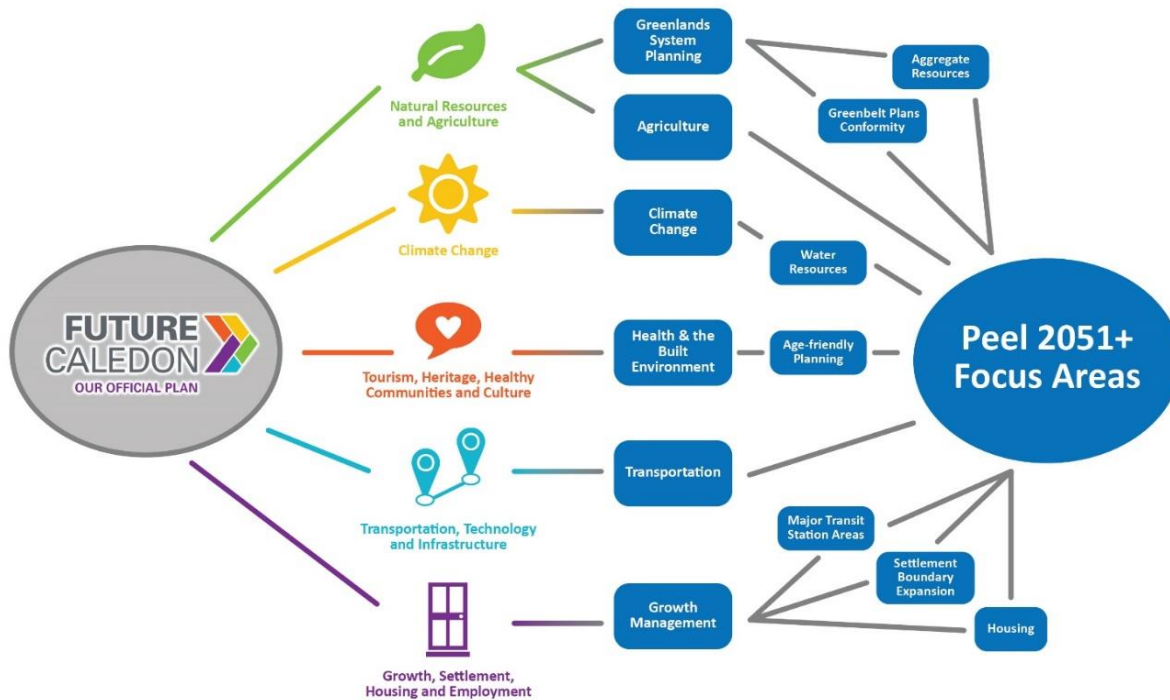 FUTURE
CALEDON
OUR OFFICIAL PLAN
Natural Resources
and Agriculture
Climate Change
Tourism, Heritage, Healthy
Communities and Culture
Transportation, Technology
and Infrastructure
Growth, Settlement,
Housing and Employment
Greenlands
System
Planning
Agriculture
Climate
Change
Health & the
Built
Environment
Transportation
Growth
Management
Aggregate
Resources
Greenbelt Plans
Conformity
Water
Resources
Age-friendly
Planning
Major Transit
Station Areas
Settlement
Boundary
Expansion
Housing
Peel 2051+
Focus Areas